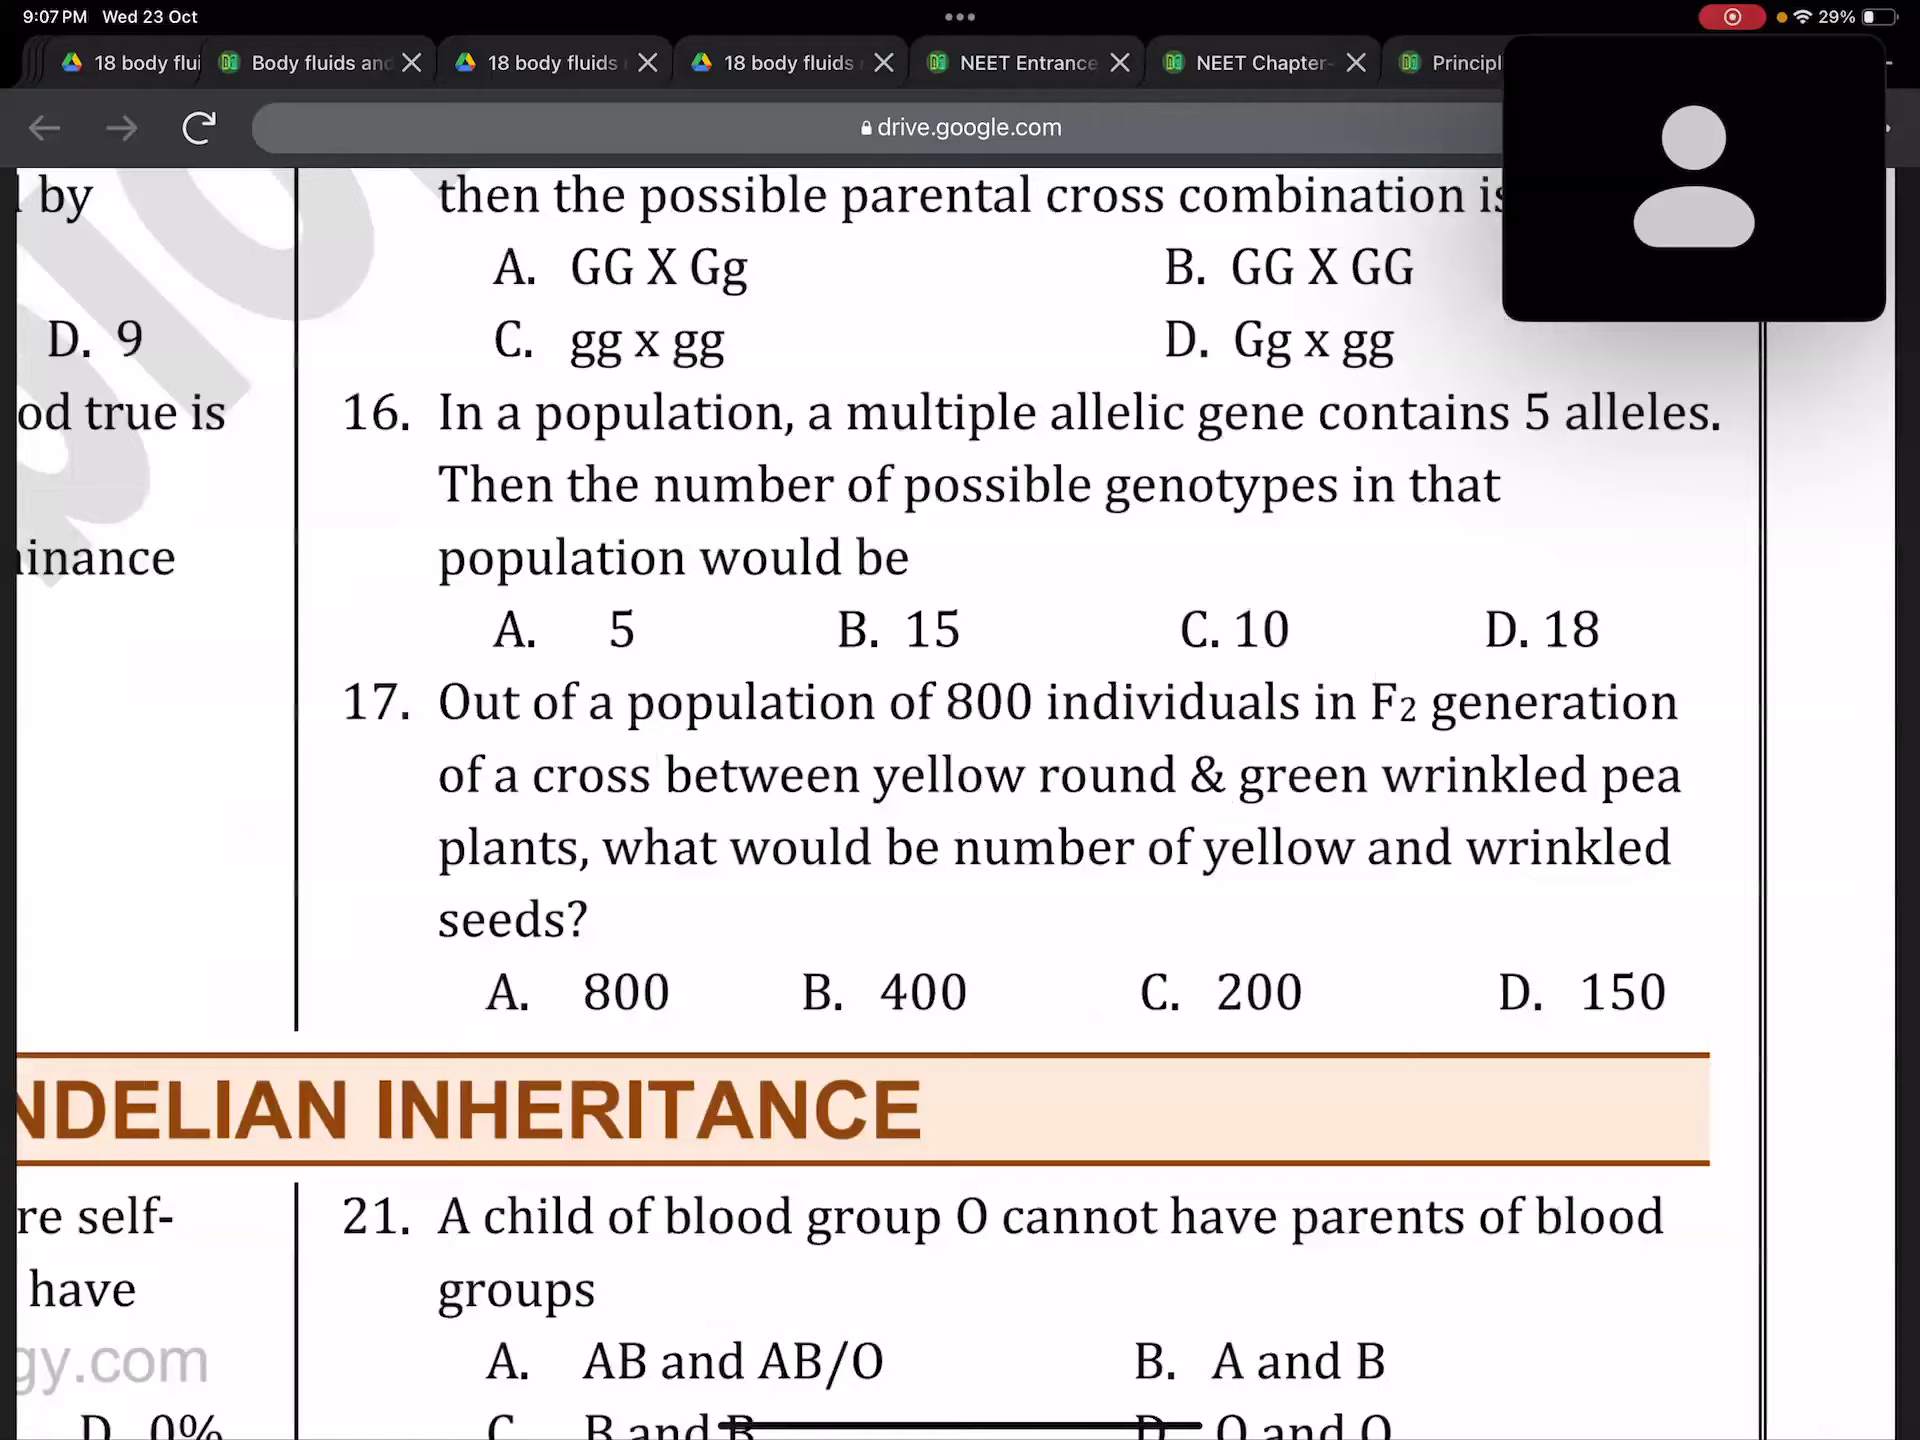 9:07 PM Wed 23 Oct
29%
18 body flui
Body fluids and
18 body fluids
18 body fluids
NEET Entrance
NEET Chapter-
Principl
drive.google.com
by
D. 9
od true is
inance
then the possible parental cross combination is
A. GG X Gg B. GG X GG
C. gg x gg D. Gg x gg
16. In a population, a multiple allelic gene contains 5 alleles.
Then the number of possible genotypes in that
population would be
A. 5 B. 15 C. 10 D. 18
17. Out of a population of 800 individuals in F2 generation
of a cross between yellow round & green wrinkled pea
plants, what would be number of yellow and wrinkled
seeds?
A. 800 B. 400 C. 200 D. 150
NDELIAN INHERITANCE
re self-
have
gy.com
D. 0%
21. A child of blood group O cannot have parents of blood
groups
A. AB and AB/O B. A and B
C. B and B D. O and O